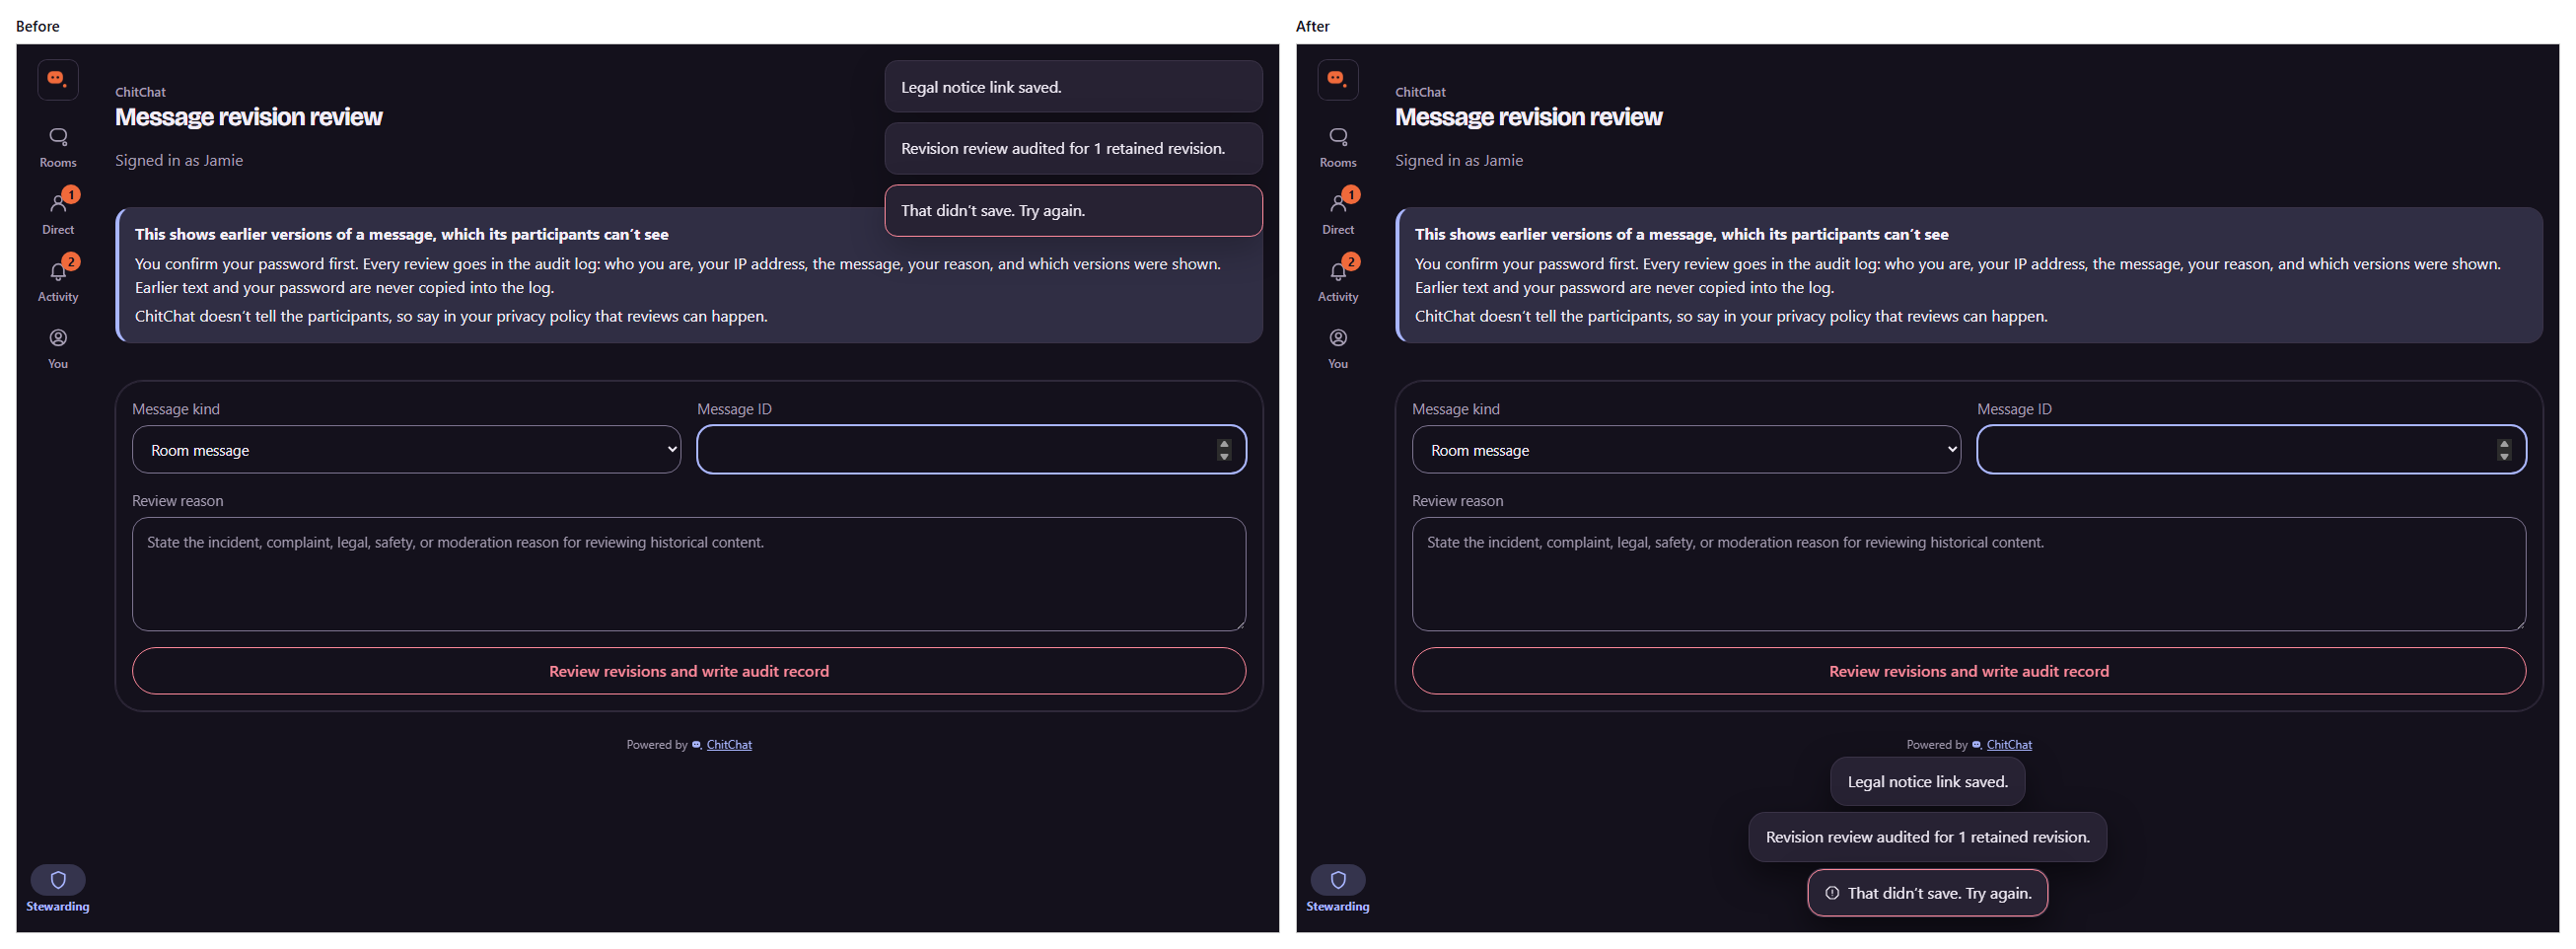 Before
ChitChat
Message revision review
Signed in as Jamie
Legal notice link saved.
Revision review audited for 1 retained revision.
That didn’t save. Try again.
Rooms
1
Direct
2
Activity
You
This shows earlier versions of a message, which its participants can’t see
You confirm your password first. Every review goes in the audit log: who you are, your IP address, the message, your reason, and which versions were shown.
Earlier text and your password are never copied into the log.
ChitChat doesn’t tell the participants, so say in your privacy policy that reviews can happen.
Message kind
Message ID
Room message
Review reason
State the incident, complaint, legal, safety, or moderation reason for reviewing historical content.
Review revisions and write audit record
Powered by ChitChat
Stewarding
After
ChitChat
Message revision review
Signed in as Jamie
Rooms
1
Direct
2
Activity
You
This shows earlier versions of a message, which its participants can’t see
You confirm your password first. Every review goes in the audit log: who you are, your IP address, the message, your reason, and which versions were shown.
Earlier text and your password are never copied into the log.
ChitChat doesn’t tell the participants, so say in your privacy policy that reviews can happen.
Message kind
Message ID
Room message
Review reason
State the incident, complaint, legal, safety, or moderation reason for reviewing historical content.
Review revisions and write audit record
Powered by ChitChat
Legal notice link saved.
Revision review audited for 1 retained revision.
That didn’t save. Try again.
Stewarding